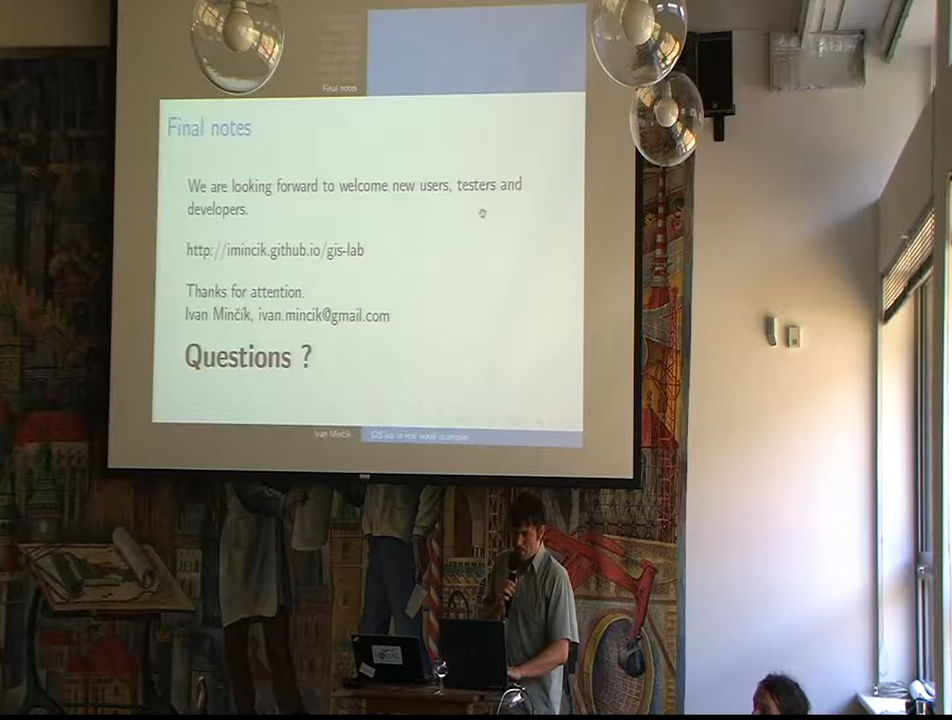 Final notes
Final notes
We are looking forward to welcome new users, testers and
developers.
http://imincik.github.io/gis-lab
Thanks for attention.
Ivan Minčík, ivan.mincik@gmail.com
Questions ?
Ivan Minčík
GIS lab in real world examples